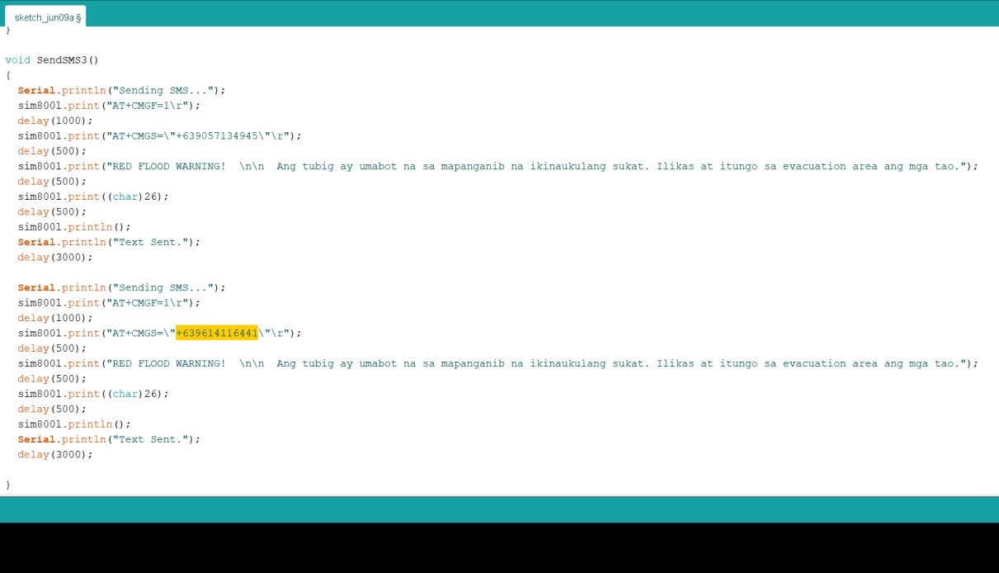 sketch_jun09a §
}
void SendSMS3()
{
Serial.println("Sending SMS...");
sim800l.print("AT+CMGF=1\r");
delay(1000);
sim800l.print("AT+CMGS=\"+639057134945\"\r");
delay(500);
sim800l.print("RED FLOOD WARNING!  \n\n  Ang tubig ay umabot na sa mapanganib na ikinaukulang sukat. Ilikas at itungo sa evacuation area ang mga tao.");
delay(500);
sim800l.print((char)26);
delay(500);
sim800l.println();
Serial.println("Text Sent.");
delay(3000);
Serial.println("Sending SMS...");
sim800l.print("AT+CMGF=1\r");
delay(1000);
sim800l.print("AT+CMGS=\"+639614116441\"\r");
delay(500);
sim800l.print("RED FLOOD WARNING!  \n\n  Ang tubig ay umabot na sa mapanganib na ikinaukulang sukat. Ilikas at itungo sa evacuation area ang mga tao.");
delay(500);
sim800l.print((char)26);
delay(500);
sim800l.println();
Serial.println("Text Sent.");
delay(3000);
}